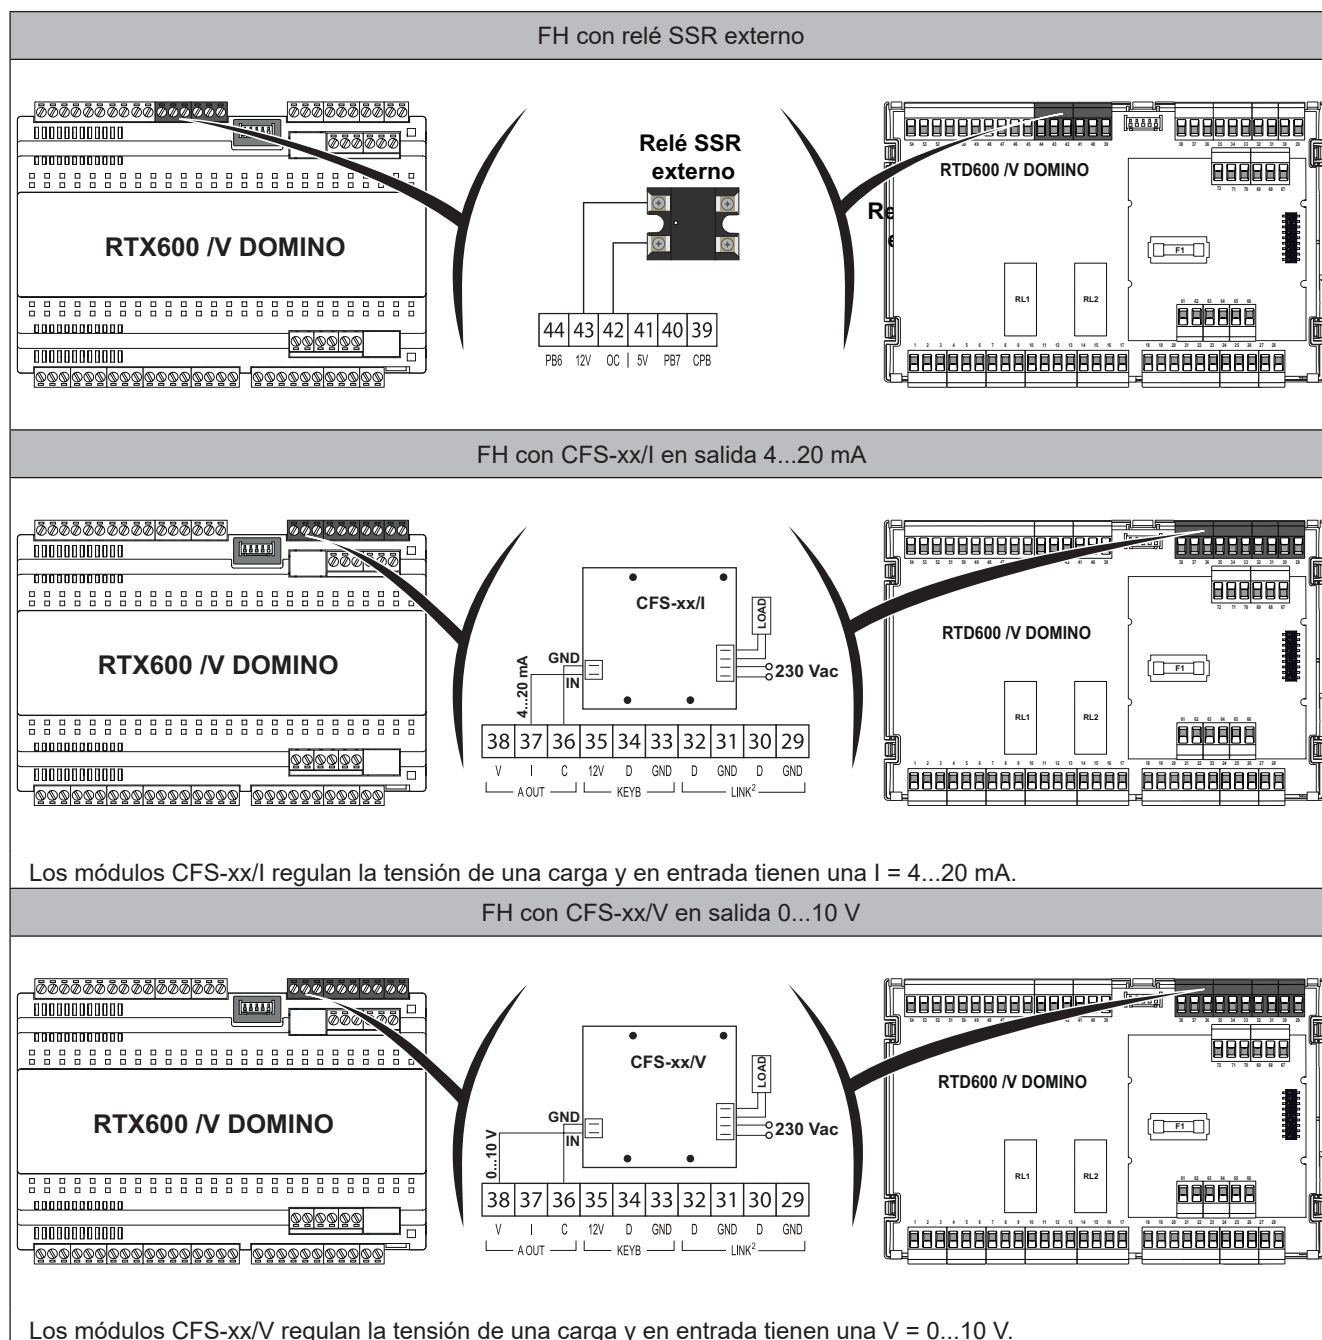 FH con relé SSR externo
Relé SSR
externo
RTX600 /V DOMINO
RTD600 /V DOMINO
Re
e
F1
RL1 RL2
44 43 42 41 40 39
PB6 12V OC 5V PB7 CPB
FH con CFS-xx/I en salida 4...20 mA
CFS-xx/I
LOAD
GND
IN
4...20 mA
230 Vac
RTX600 /V DOMINO
RTD600 /V DOMINO
F1
RL1 RL2
38 37 36 35 34 33 32 31 30 29
V I C 12V D GND D GND D GND
A OUT KEYB LINK²
Los módulos CFS-xx/I regulan la tensión de una carga y en entrada tienen una I = 4...20 mA.
FH con CFS-xx/V en salida 0...10 V
CFS-xx/V
LOAD
GND
IN
0...10 V
230 Vac
RTX600 /V DOMINO
RTD600 /V DOMINO
F1
RL1 RL2
38 37 36 35 34 33 32 31 30 29
V I C 12V D GND D GND D GND
A OUT KEYB LINK²
Los módulos CFS-xx/V regulan la tensión de una carga y en entrada tienen una V = 0...10 V.